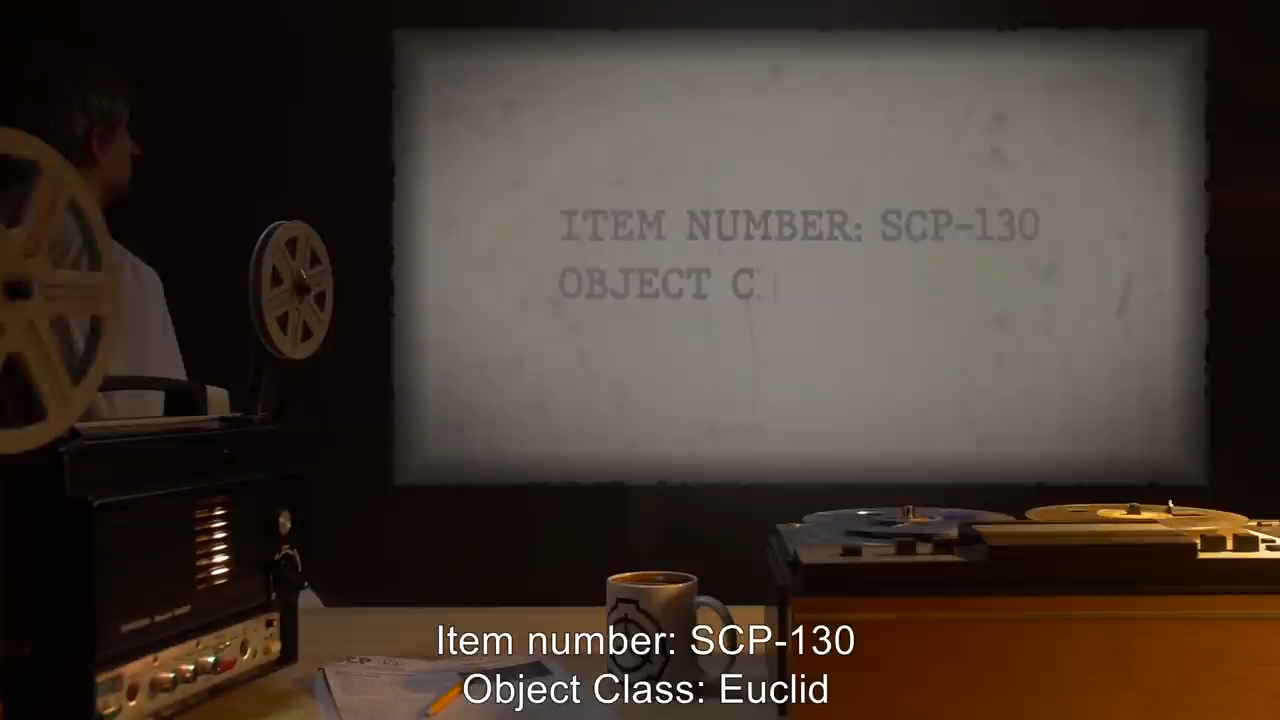 ITEM NUMBER: SCP-130
OBJECT C
Item number: SCP-130
Object Class: Euclid